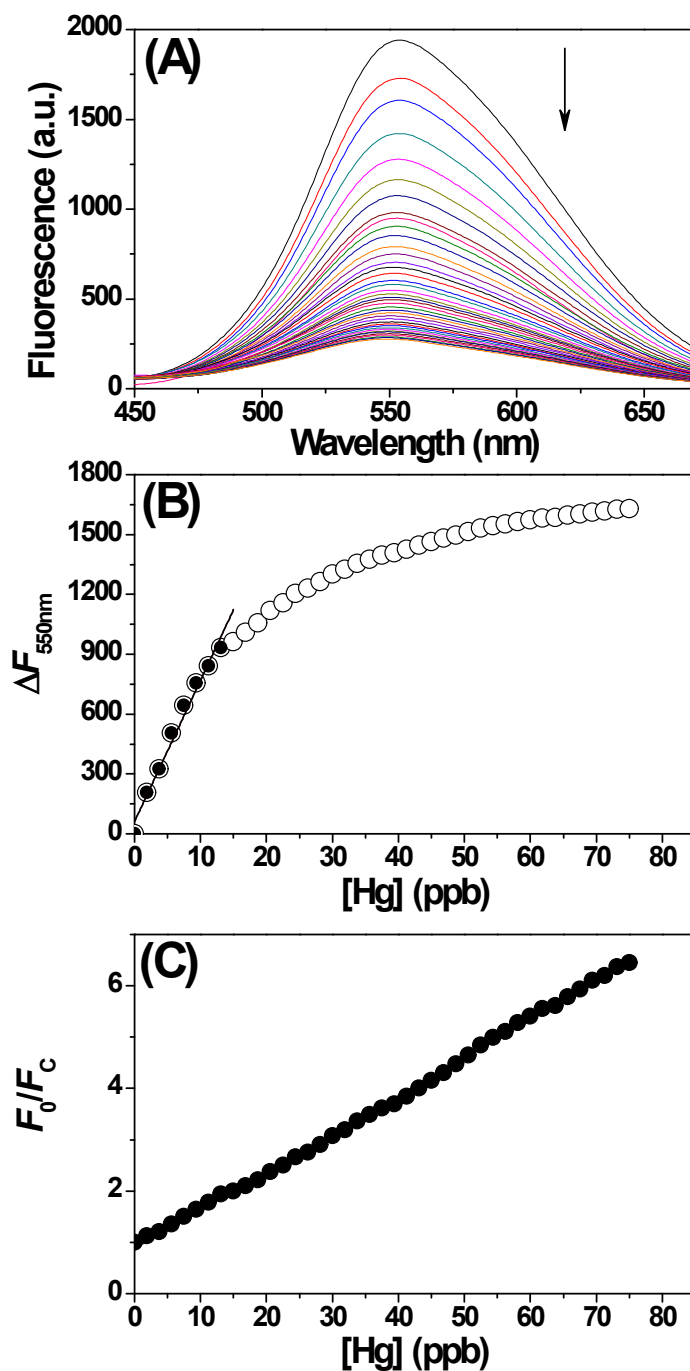 (A)
Fluorescence (a.u.)
2000
1500
1000
500
0
450 500 550 600 650
Wavelength (nm)
(B)
ΔF550nm
1800
1500
1200
900
600
300
0
0 10 20 30 40 50 60 70 80
[Hg] (ppb)
(C)
F0/FC
6
4
2
0
0 10 20 30 40 50 60 70 80
[Hg] (ppb)